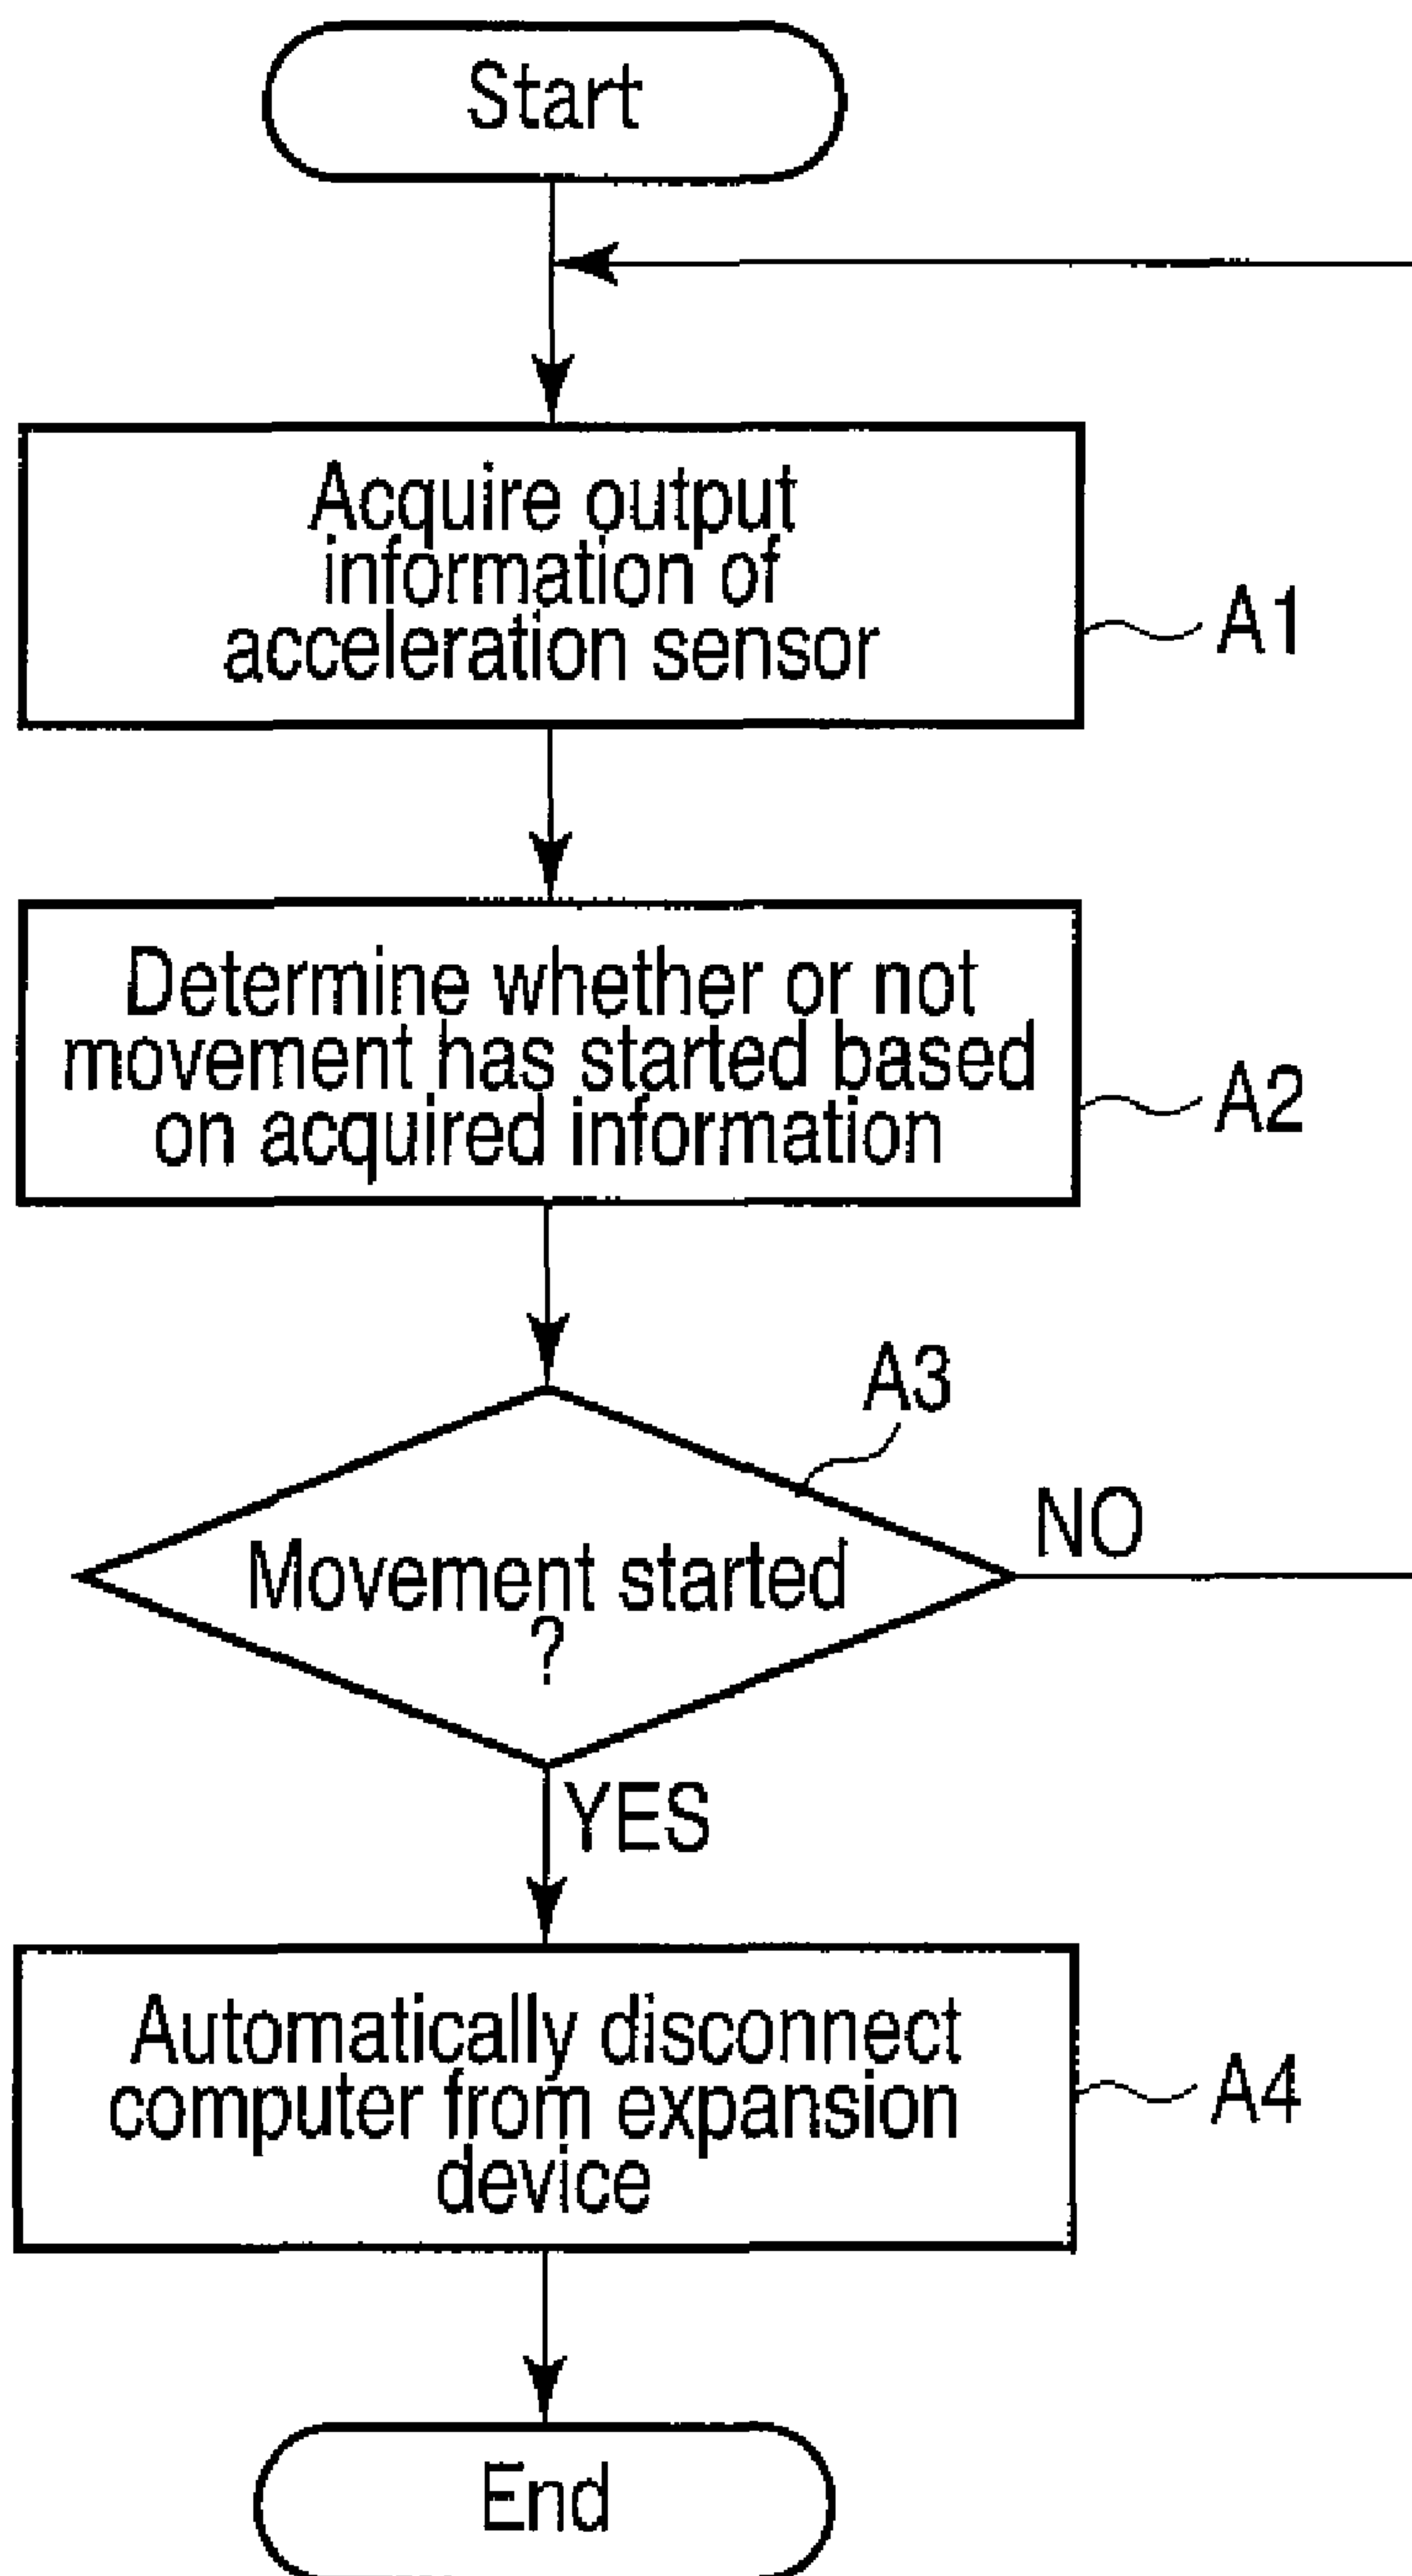 Start
Acquire output
information of
acceleration sensor
A1
Determine whether or not
movement has started based
on acquired information
A2
A3
Movement started
?
NO
YES
Automatically disconnect
computer from expansion
device
A4
End